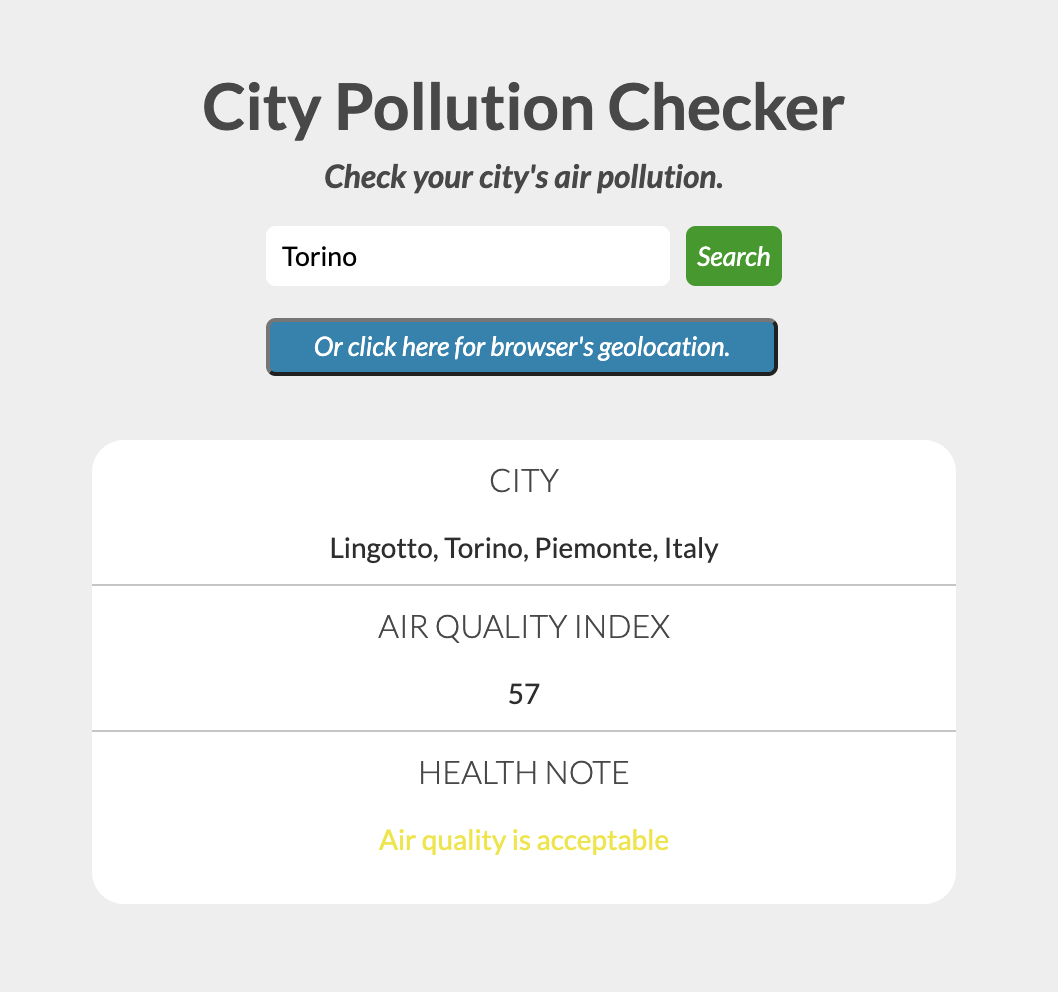 City Pollution Checker
Check your city's air pollution.
Torino
Search
Or click here for browser's geolocation.
CITY
Lingotto, Torino, Piemonte, Italy
AIR QUALITY INDEX
57
HEALTH NOTE
Air quality is acceptable